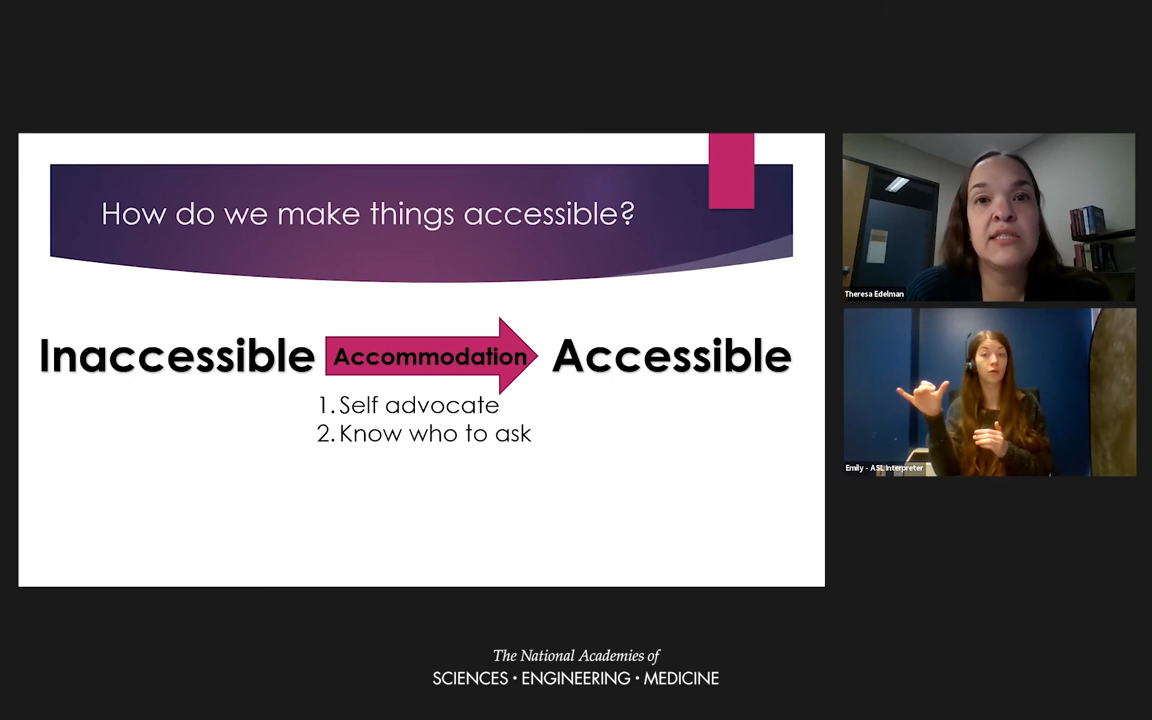 How do we make things accessible?
Inaccessible Accommodation Accessible
1. Self advocate
2. Know who to ask
Theresa Edelman
Emily - ASL Interpreter
The National Academies of
SCIENCES · ENGINEERING · MEDICINE